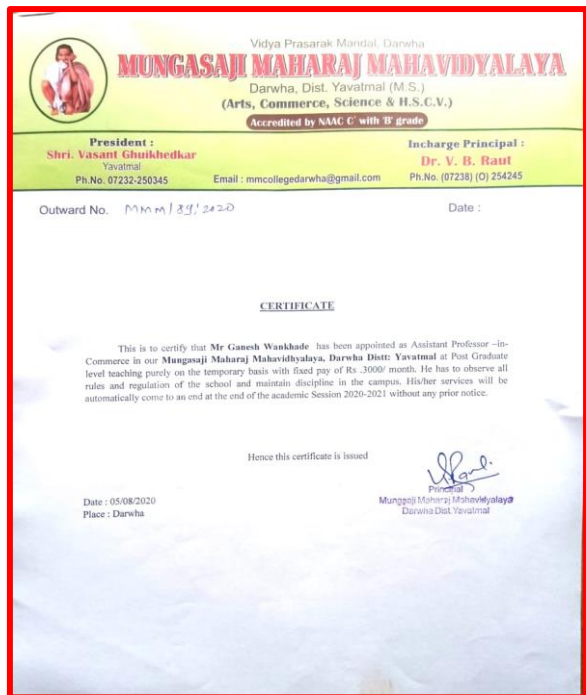 Vidya Prasarak Mandal, Darwha
MUNGASAJI MAHARAJ MAHAVIDYALAYA
Darwha, Dist. Yavatmal (M.S.)
(Arts, Commerce, Science & H.S.C.V.)
Accredited by NAAC C' with 'B' grade
President :
Shri. Vasant Ghuikhedkar
Yavatmal
Ph.No. 07232-250345
Email : mmcollegedarwha@gmail.com
Incharge Principal :
Dr. V. B. Raut
Ph.No. (07238) (O) 254245
Outward No. MMM/89/2020
Date :
CERTIFICATE
This is to certify that Mr Ganesh Wankhade has been appointed as Assistant Professor –in-
Commerce in our Mungasaji Maharaj Mahavidhyalaya, Darwha Distt: Yavatmal at Post Graduate
level teaching purely on the temporary basis with fixed pay of Rs .3000/ month. He has to observe all
rules and regulation of the school and maintain discipline in the campus. His/her services will be
automatically come to an end at the end of the academic Session 2020-2021 without any prior notice.
Hence this certificate is issued
Date : 05/08/2020
Place : Darwha
Principal
Mungsaji Maharaj Mahavidyalaya
Darwha Dist. Yavatmal